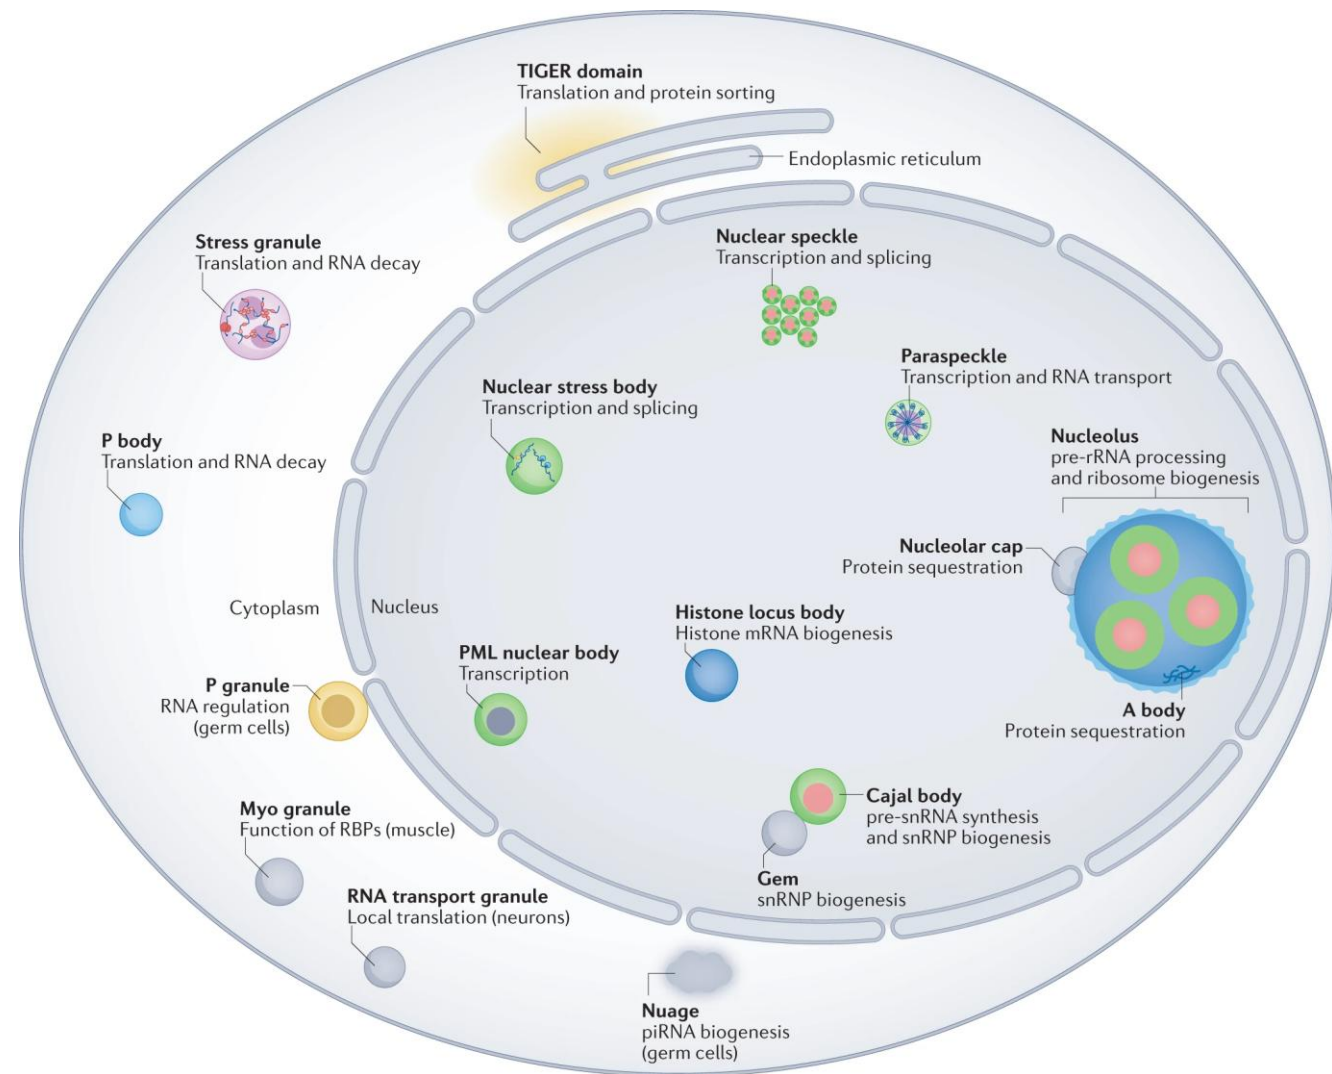 TIGER domain
Translation and protein sorting
Endoplasmic reticulum
Stress granule
Translation and RNA decay
Nuclear speckle
Transcription and splicing
Paraspeckle
Transcription and RNA transport
Nuclear stress body
Transcription and splicing
P body
Translation and RNA decay
Nucleolus
pre-rRNA processing
and ribosome biogenesis
Nucleolar cap
Protein sequestration
Cytoplasm
Nucleus
Histone locus body
Histone mRNA biogenesis
PML nuclear body
Transcription
P granule
RNA regulation
(germ cells)
A body
Protein sequestration
Myo granule
Function of RBPs (muscle)
Cajal body
pre-snRNA synthesis
and snRNP biogenesis
Gem
snRNP biogenesis
RNA transport granule
Local translation (neurons)
Nuage
piRNA biogenesis
(germ cells)